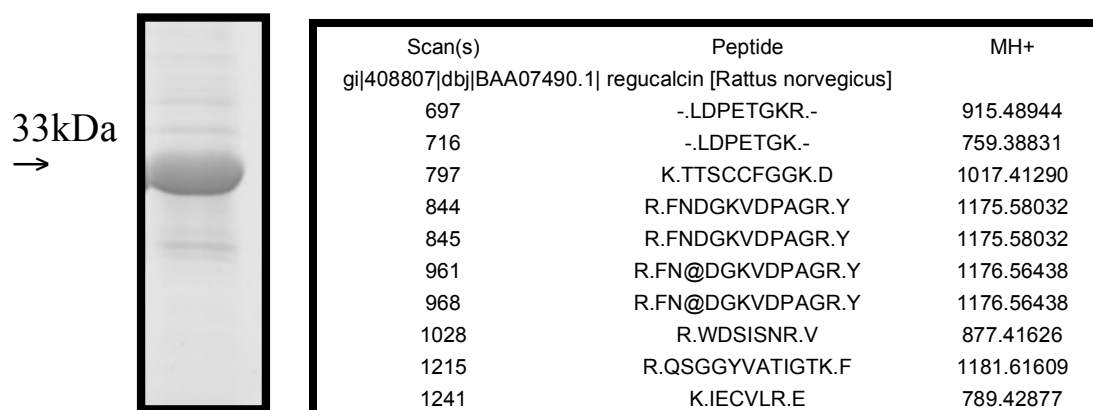 33kDa
→
Scan(s) Peptide MH+
gi|408807|dbj|BAA07490.1| regucalcin [Rattus norvegicus]
697 -.LDPETGKR.- 915.48944
716 -.LDPETGK.- 759.38831
797 K.TTSCCFGGK.D 1017.41290
844 R.FNDGKVDPAGR.Y 1175.58032
845 R.FNDGKVDPAGR.Y 1175.58032
961 R.FN@DGKVDPAGR.Y 1176.56438
968 R.FN@DGKVDPAGR.Y 1176.56438
1028 R.WDSISNR.V 877.41626
1215 R.QSGGYVATIGTK.F 1181.61609
1241 K.IECVLR.E 789.42877